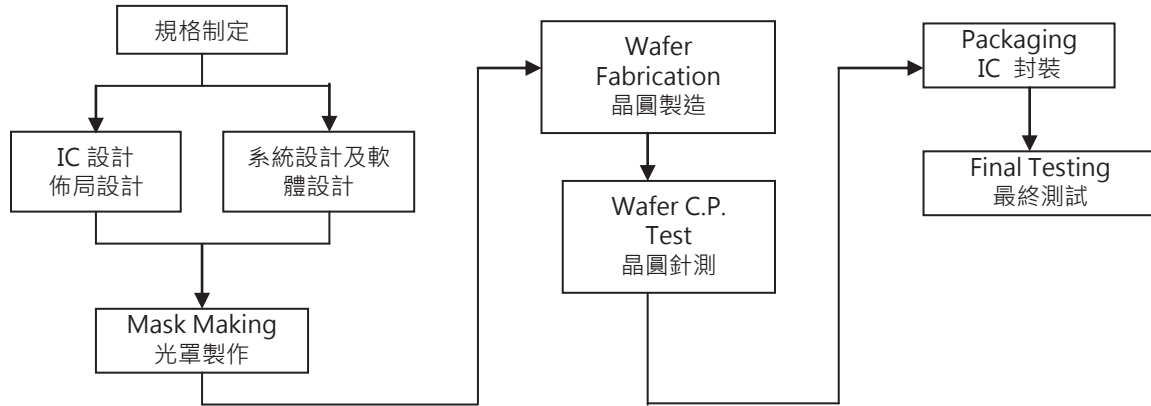 規格制定
IC 設計
佈局設計
系統設計及軟
體設計
Mask Making
光罩製作
Wafer
Fabrication
晶圓製造
Wafer C.P.
Test
晶圓針測
Packaging
IC 封裝
Final Testing
最終測試